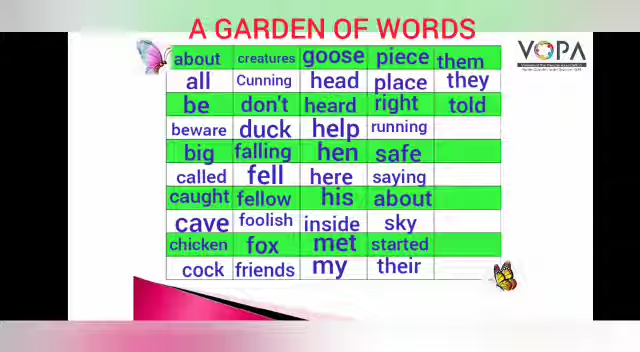 A GARDEN OF WORDS
VOPA
about creatures goose piece them
all Cunning head place they
be don't heard right told
beware duck help running
big falling hen safe
called fell here saying
caught fellow his about
cave foolish inside sky
chicken fox met started
cock friends my their